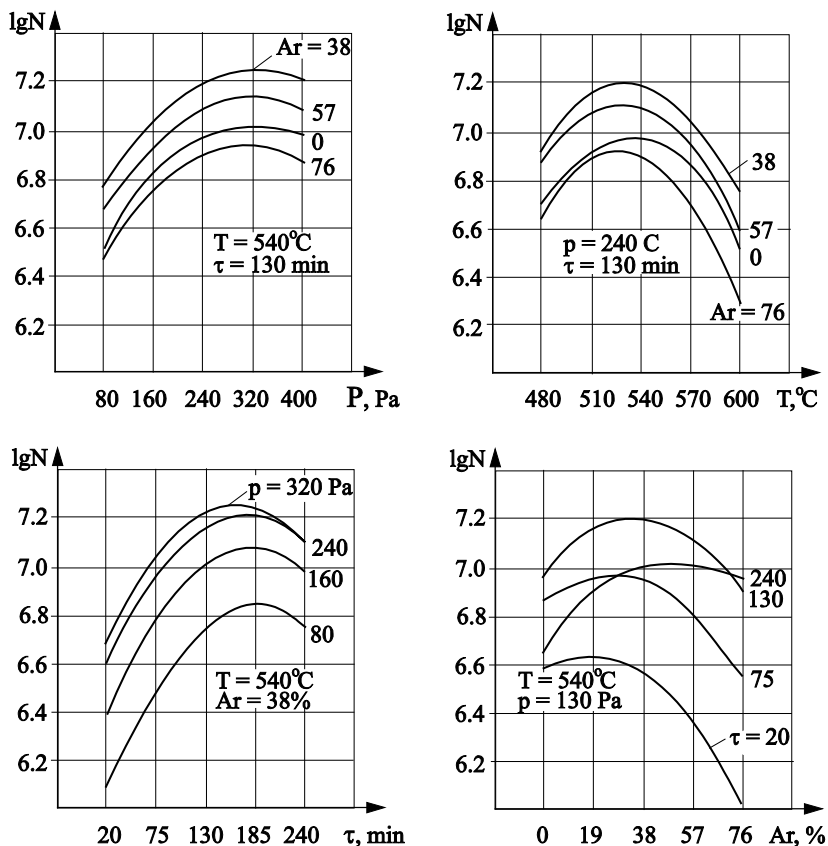 lgN
7.2
7.0
6.8
6.6
6.4
6.2
Ar = 38
57
0
76
T = 540°C
τ = 130 min
80 160 240 320 400 P, Pa
lgN
7.2
7.0
6.8
6.6
6.4
6.2
38
57
0
Ar = 76
p = 240 C
τ = 130 min
480 510 540 570 600 T,°C
lgN
7.2
7.0
6.8
6.6
6.4
6.2
p = 320 Pa
240
160
80
T = 540°C
Ar = 38%
20 75 130 185 240 τ, min
lgN
7.2
7.0
6.8
6.6
6.4
6.2
240
130
75
τ = 20
T = 540°C
p = 130 Pa
0 19 38 57 76 Ar, %